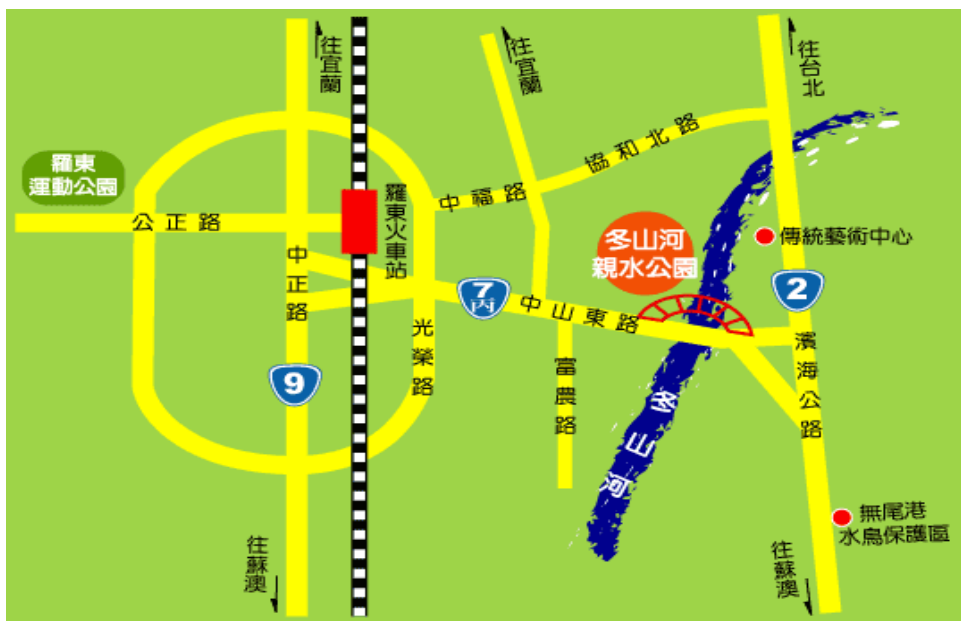 往宜蘭
往宜蘭
往台北
協和北路
羅東
運動公園
中福路
羅東火車站
公正路
冬山河
親水公園
傳統藝術中心
中正路
7
丙
2
中山東路
光榮路
濱海公路
富農路
9
冬山河
無尾港
水鳥保護區
往蘇澳
往蘇澳